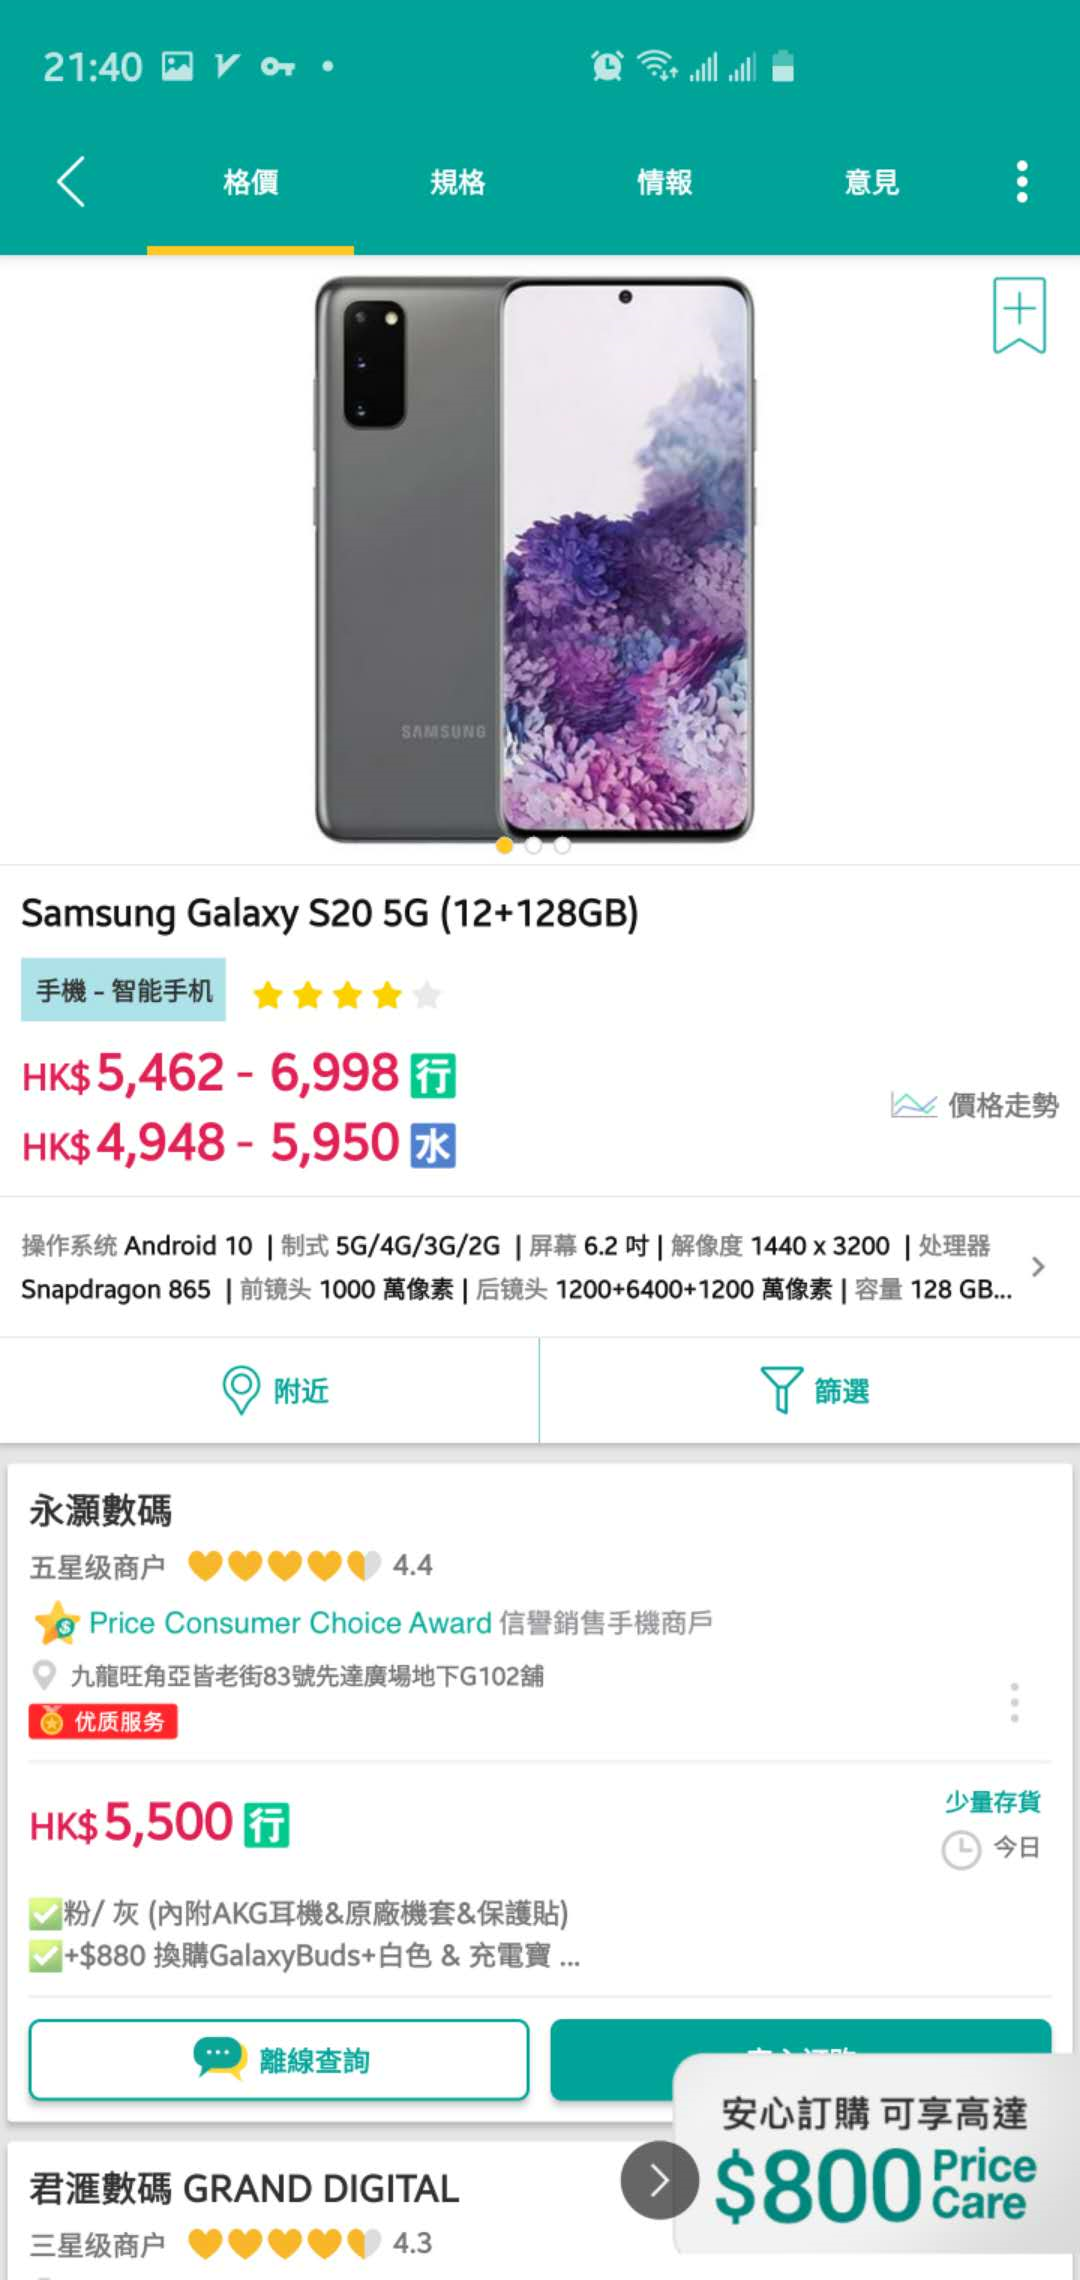 21:40
格價 規格 情報 意見
SAMSUNG
Samsung Galaxy S20 5G (12+128GB)
手機 - 智能手机
HK$5,462 - 6,998 行
HK$4,948 - 5,950 水
價格走勢
操作系统 Android 10 | 制式 5G/4G/3G/2G | 屏幕 6.2 吋 | 解像度 1440 x 3200 | 处理器
Snapdragon 865 | 前镜头 1000 萬像素 | 后镜头 1200+6400+1200 萬像素 | 容量 128 GB...
附近 篩選
永灝數碼
五星级商户 4.4
Price Consumer Choice Award 信譽銷售手機商戶
九龍旺角亞皆老街83號先達廣場地下G102舖
优质服务
HK$5,500 行
少量存貨
今日
✅粉/ 灰 (內附AKG耳機&原廠機套&保護貼)
✅+$880 換購GalaxyBuds+白色 & 充電寶 ...
離線查詢
安心訂購 可享高達
$800 Price Care
君滙數碼 GRAND DIGITAL
三星级商户 4.3